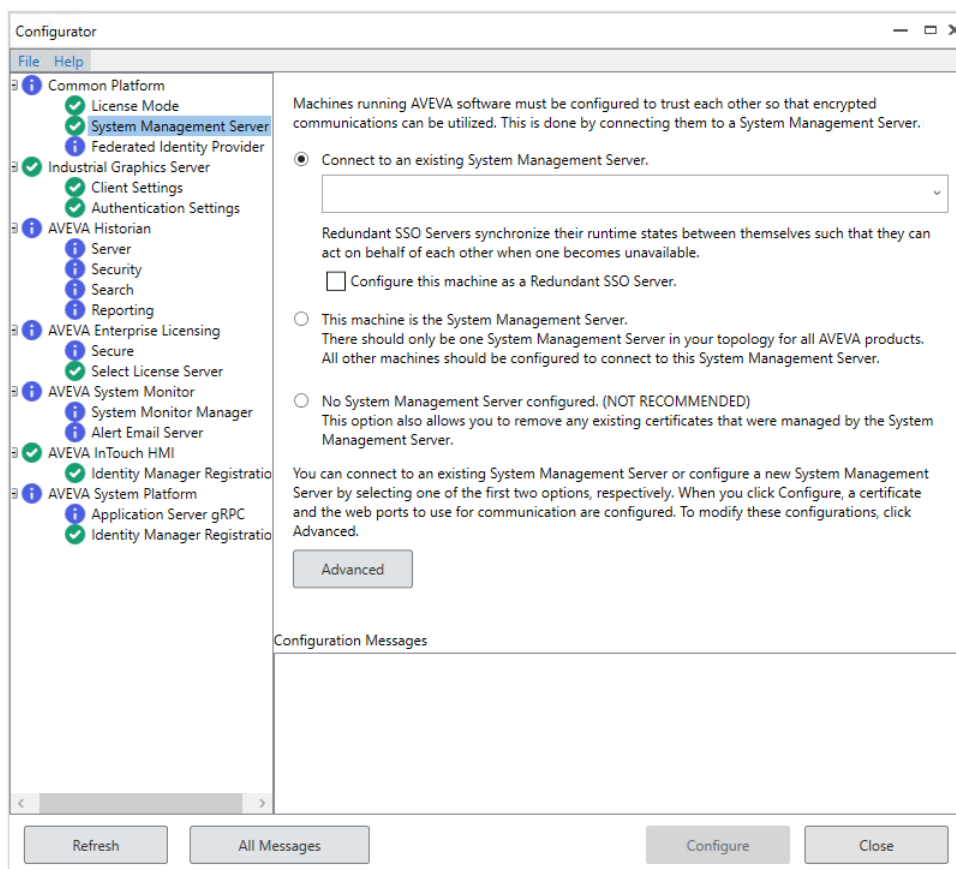 Configurator
File Help
Common Platform
License Mode
System Management Server
Federated Identity Provider
Industrial Graphics Server
Client Settings
Authentication Settings
AVEVA Historian
Server
Security
Search
Reporting
AVEVA Enterprise Licensing
Secure
Select License Server
AVEVA System Monitor
System Monitor Manager
Alert Email Server
AVEVA InTouch HMI
Identity Manager Registratio
AVEVA System Platform
Application Server gRPC
Identity Manager Registratio
Machines running AVEVA software must be configured to trust each other so that encrypted
communications can be utilized. This is done by connecting them to a System Management Server.
Connect to an existing System Management Server.
Redundant SSO Servers synchronize their runtime states between themselves such that they can
act on behalf of each other when one becomes unavailable.
Configure this machine as a Redundant SSO Server.
This machine is the System Management Server.
There should only be one System Management Server in your topology for all AVEVA products.
All other machines should be configured to connect to this System Management Server.
No System Management Server configured. (NOT RECOMMENDED)
This option also allows you to remove any existing certificates that were managed by the System
Management Server.
You can connect to an existing System Management Server or configure a new System Management
Server by selecting one of the first two options, respectively. When you click Configure, a certificate
and the web ports to use for communication are configured. To modify these configurations, click
Advanced.
Advanced
Configuration Messages
Refresh
All Messages
Configure
Close